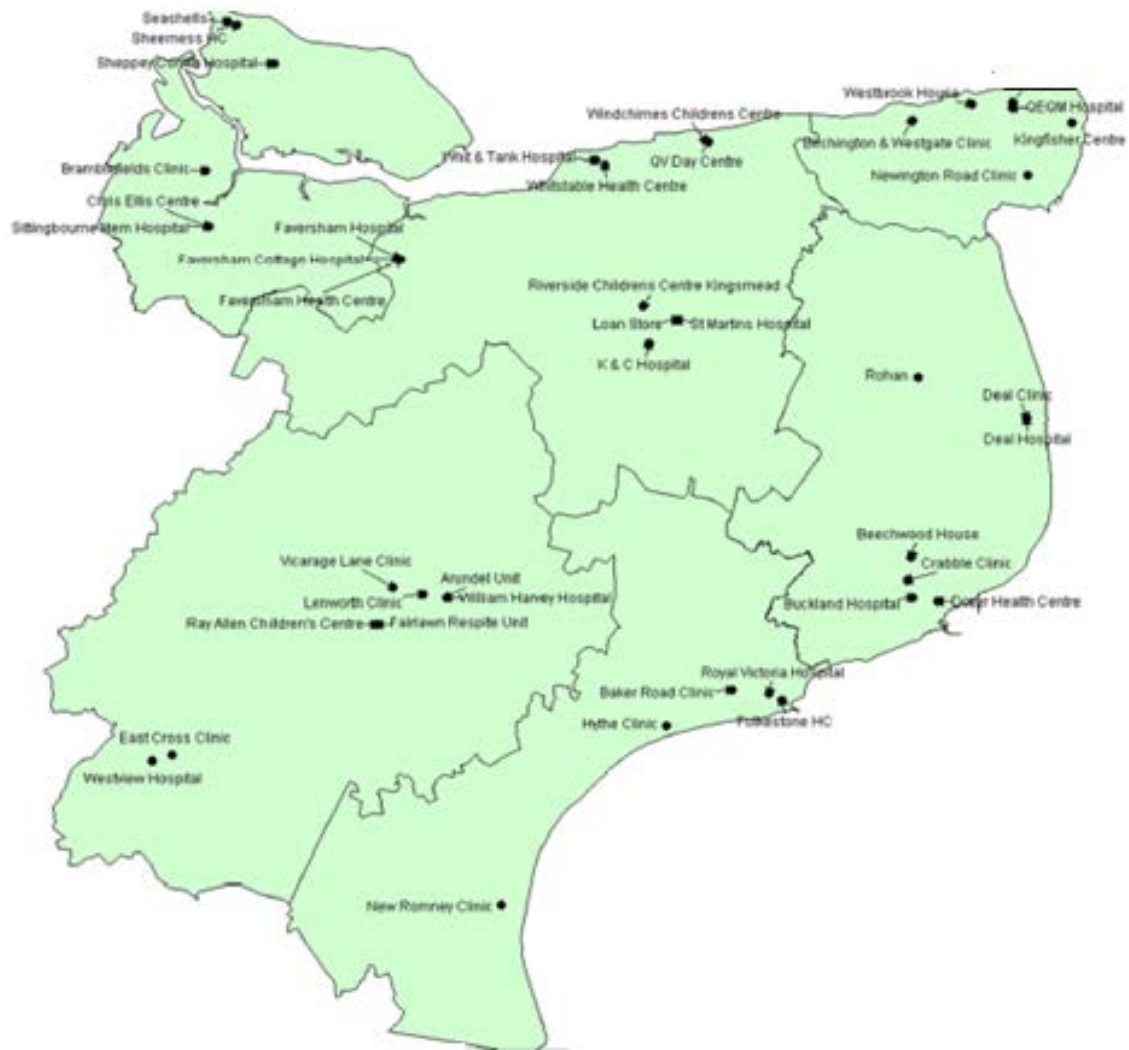 Seashells
Sheerness HC
Sheppey Hospital
Westbrook House
QEQM Hospital
Windchimes Childrens Centre
Kingfisher Centre
& Westgate Clinic
& Tank Hospital
QV Day Centre
Bramblefields Clinic
Whitstable Health Centre
Newington Road Clinic
Chris Ellis Centre
Hospital
Faversham Hospital
Faversham Cottage Hospital
Riverside Childrens Centre Kingsmead
Faversham Health Centre
Loan Store
St Martins Hospital
K & C Hospital
Rohan
Deal Clinic
Deal Hospital
Beechwood House
Vicarage Lane Clinic
Crabble Clinic
Arundel Unit
Lenworth Clinic
William Harvey Hospital
Buckland Hospital
Dover Health Centre
Ray Allen Children's Centre
Fairlawn Respite Unit
Royal Victoria Hospital
Baker Road Clinic
Hythe Clinic
Folkestone HC
East Cross Clinic
Westview Hospital
New Romney Clinic